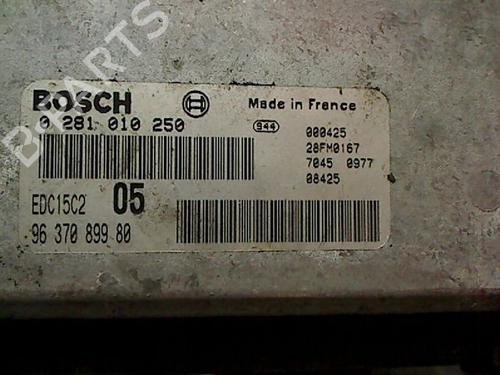 B-PARTS
BOSCH
Made in France
0 281 010 250
944
000425
28FM0167
7045 0977
08425
EDC15C2 05
96 370 899 80